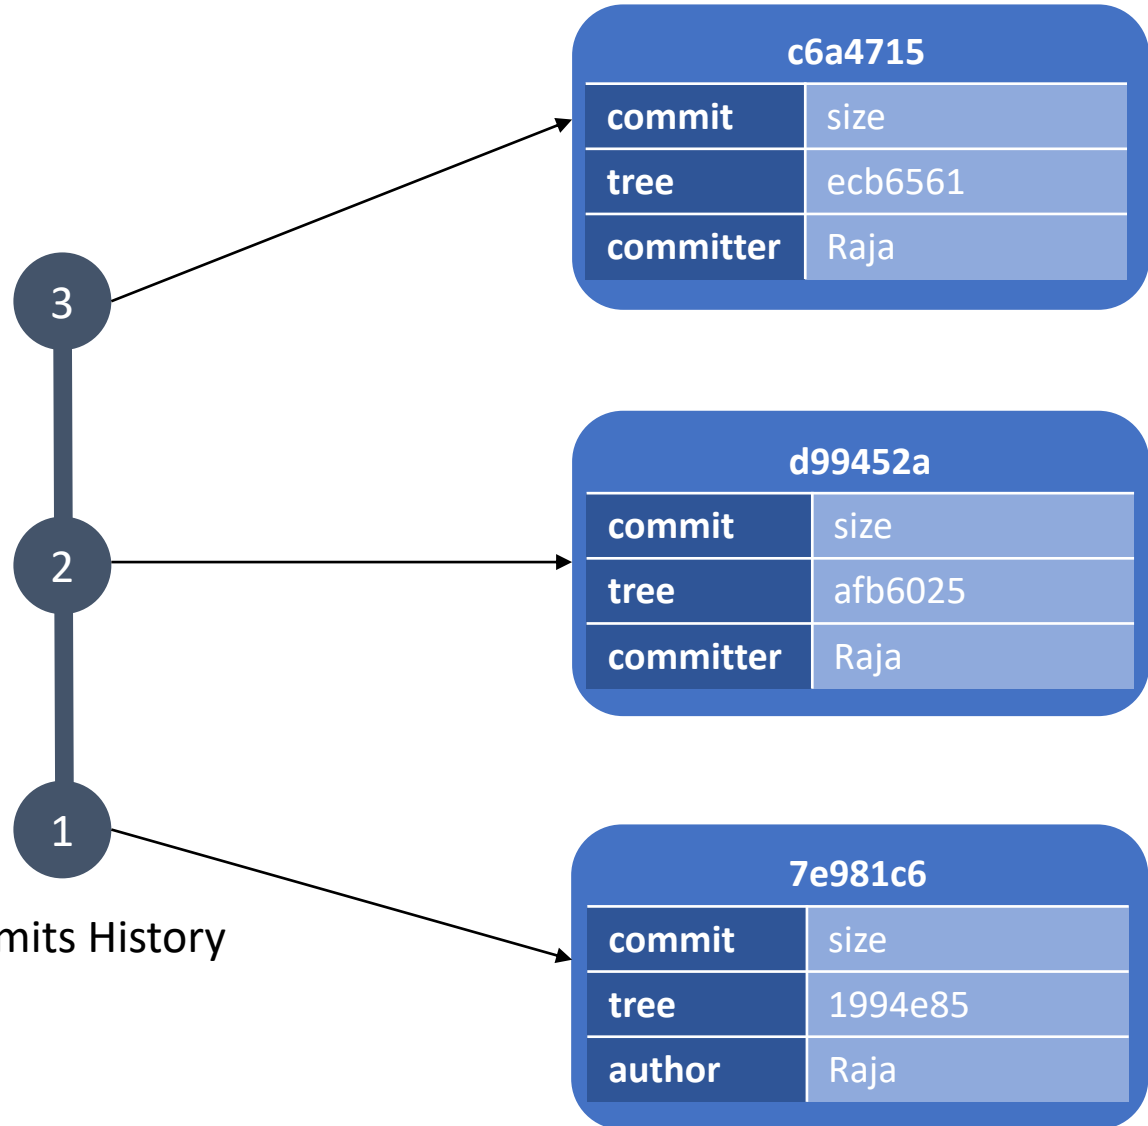 c6a4715
commit size
tree ecb6561
committer Raja
3
d99452a
commit size
tree afb6025
committer Raja
2
7e981c6
commit size
tree 1994e85
author Raja
1
mits History